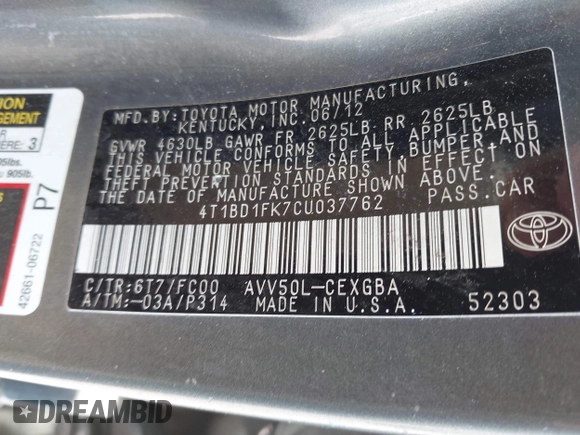 MFD.BY:TOYOTA MOTOR MANUFACTURING,
KENTUCKY, INC.06/12
GVWR 4630LB GAWR FR 2625LB RR 2625LB
THIS VEHICLE CONFORMS TO ALL APPLICABLE
FEDERAL MOTOR VEHICLE SAFETY, BUMPER, AND
THEFT PREVENTION STANDARDS IN EFFECT ON
THE DATE OF MANUFACTURE SHOWN ABOVE.
4T1BD1FK7CU037762 PASS.CAR
C/TR:6T7/FC00 AVV50L-CEXGBA
A/TM:-03A/P314 MADE IN U.S.A. 52303
TOYOTA
3
905lb.
P7
42661-06722
DREAMBID